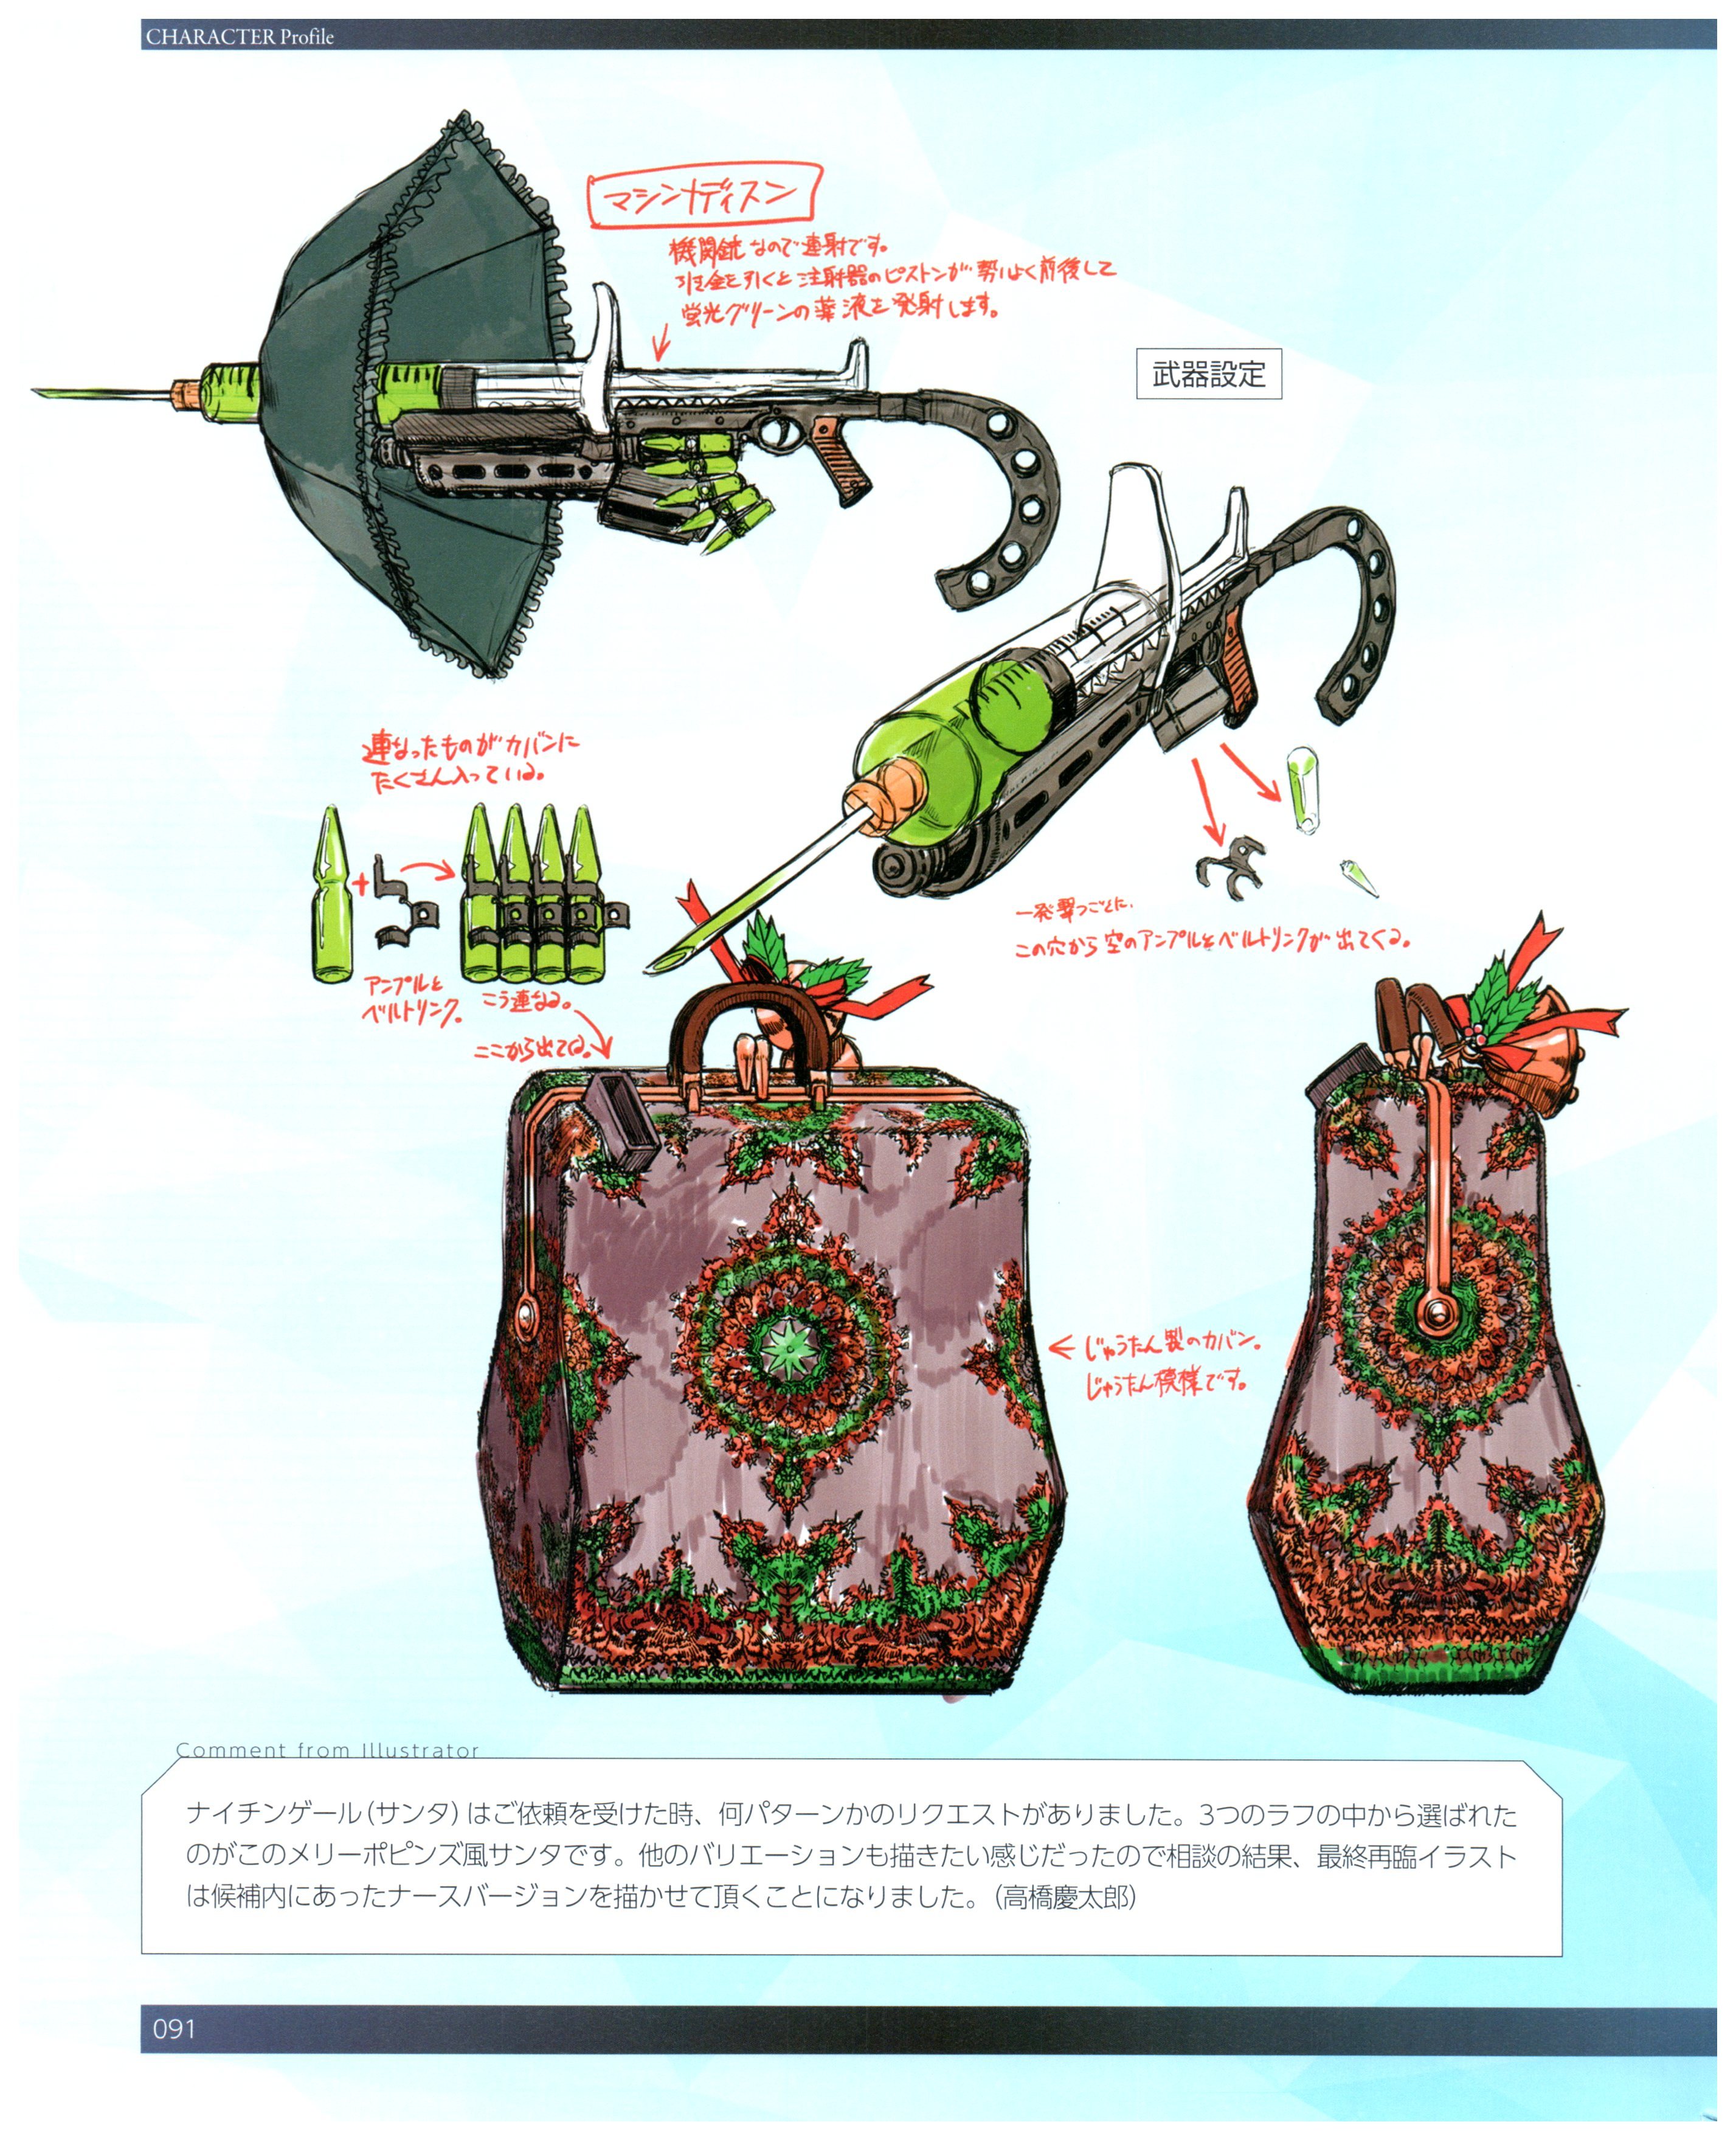 CHARACTER Profile
マシンナディスン
機関銃なので連射です。
引き金を引くと注射器のピストンが勢いよく前後して
蛍光グリーンの薬液を発射します。
武器設定
連なったものがカバンに
たくさん入っている。
アンプルと
ベルトリンク。
こう連なる。
ここから出てる。
一発撃つごとに、
この穴から空のアンプルとベルトリンクが出てくる。
じゅうたん製のカバン。
じゅうたん模様です。
Comment from Illustrator
ナイチンゲール（サンタ）はご依頼を受けた時、何パターンかのリクエストがありました。3つのラフの中から選ばれた
のがこのメリーポピンズ風サンタです。他のバリエーションも描きたい感じだったので相談の結果、最終再臨イラスト
は候補内にあったナースバージョンを描かせて頂くことになりました。（高橋慶太郎）
091